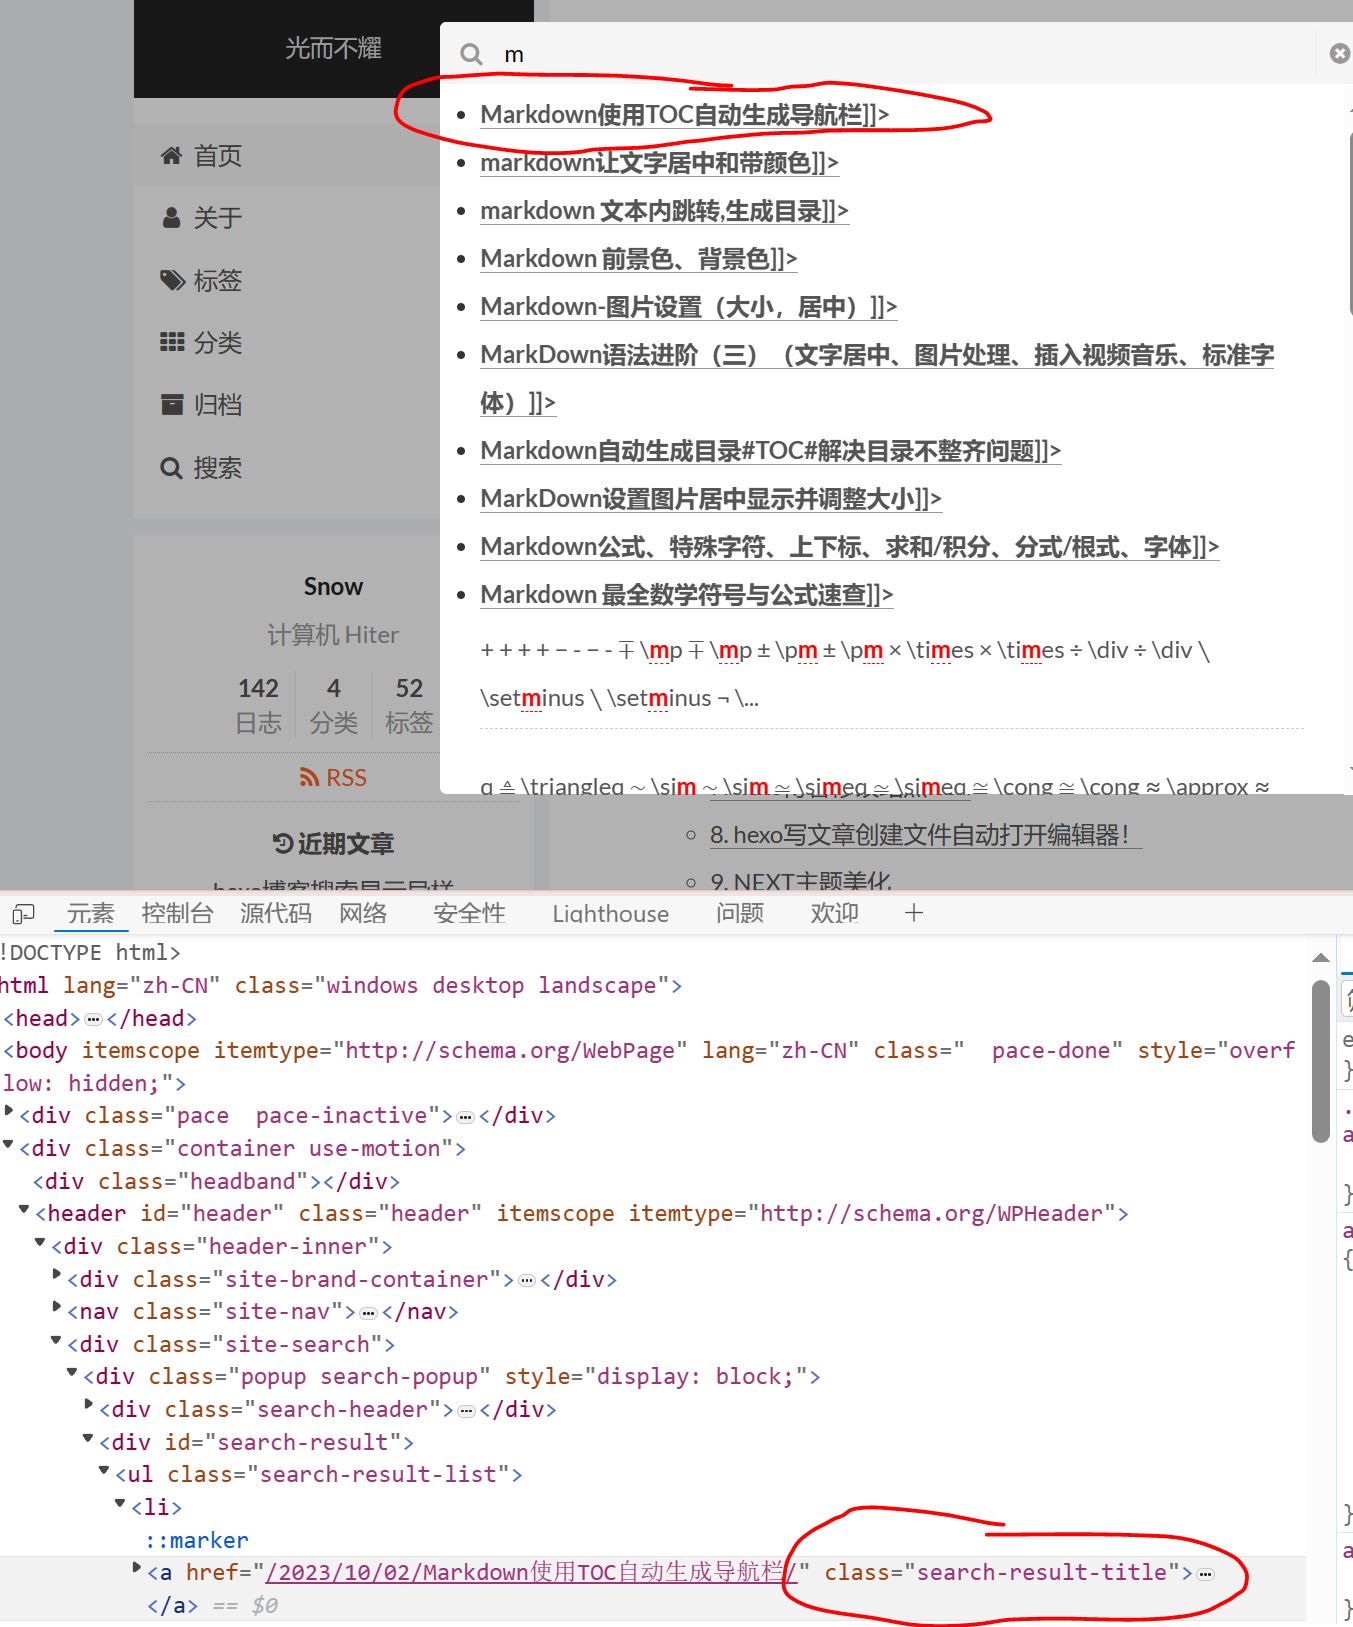 光而不耀
m
首页
关于
标签
分类
归档
搜索
Snow
计算机 Hiter
142
4
52
日志
分类
标签
RSS
近期文章
Markdown使用TOC自动生成导航栏]]>
markdown让文字居中和带颜色]]>
markdown 文本内跳转,生成目录]]>
Markdown 前景色、背景色]]>
Markdown-图片设置（大小，居中）]]>
MarkDown语法进阶（三）（文字居中、图片处理、插入视频音乐、标准字
体）]]>
Markdown自动生成目录#TOC#解决目录不整齐问题]]>
MarkDown设置图片居中显示并调整大小]]>
Markdown公式、特殊字符、上下标、求和/积分、分式/根式、字体]]>
Markdown 最全数学符号与公式速查]]>
+ + + + − - − - ∓ \mp ∓ \mp ± \pm ± \pm × \times × \times ÷ \div ÷ \div \
\setminus \ \setminus ¬ \...
q ≜ \triangleq ∼ \sim ∼ \sim ≃ \simeq ≃ \simeq ≅ \cong ≅ \cong ≈ \approx ≈
8. hexo写文章创建文件自动打开编辑器！
9. NEXT主题美化
元素 控制台 源代码 网络 安全性 Lighthouse 问题 欢迎 +
!DOCTYPE html>
html lang="zh-CN" class="windows desktop landscape">
<head>…</head>
<body itemscope itemtype="http://schema.org/WebPage" lang="zh-CN" class="  pace-done" style="overf
low: hidden;">
<div class="pace  pace-inactive">…</div>
<div class="container use-motion">
<div class="headband"></div>
<header id="header" class="header" itemscope itemtype="http://schema.org/WPHeader">
<div class="header-inner">
<div class="site-brand-container">…</div>
<nav class="site-nav">…</nav>
<div class="site-search">
<div class="popup search-popup" style="display: block;">
<div class="search-header">…</div>
<div id="search-result">
<ul class="search-result-list">
<li>
::marker
<a href="/2023/10/02/Markdown使用TOC自动生成导航栏/" class="search-result-title">…
</a> == $0